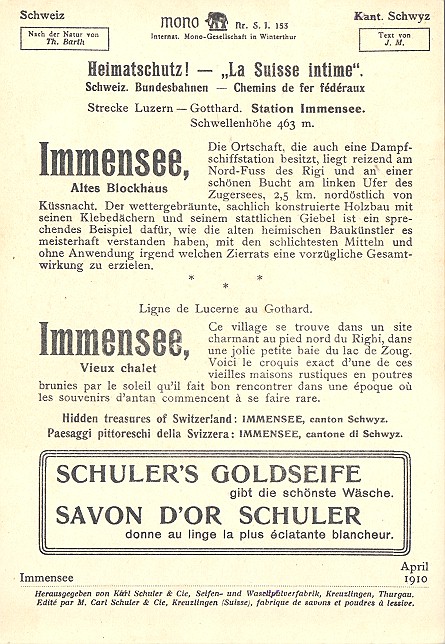 Schweiz
mono Nr. S. I. 153
Kant. Schwyz
Nach der Natur von
Th. Barth
Internat. Mono-Gesellschaft in Winterthur
Text von
J. M.
Heimatschutz! — „La Suisse intime“.
Schweiz. Bundesbahnen — Chemins de fer fédéraux
Strecke Luzern — Gotthard. Station Immensee.
Schwellenhöhe 463 m.
Immensee,
Altes Blockhaus
Die Ortschaft, die auch eine Dampf-
schiffstation besitzt, liegt reizend am
Nord-Fuss des Rigi und an einer
schönen Bucht am linken Ufer des
Zugersees, 2,5 km. nordöstlich von
Küssnacht. Der wettergebräunte, sachlich konstruierte Holzbau mit
seinen Klebedächern und seinem stattlichen Giebel ist ein spre-
chendes Beispiel dafür, wie die alten heimischen Baukünstler es
meisterhaft verstanden haben, mit den schlichtesten Mitteln und
ohne Anwendung irgend welchen Zierrats eine vorzügliche Gesamt-
wirkung zu erzielen.
* * *
Ligne de Lucerne au Gothard.
Immensee,
Vieux chalet
Ce village se trouve dans un site
charmant au pied nord du Righi, dans
une jolie petite baie du lac de Zoug.
Voici le croquis exact d'une de ces
vieilles maisons rustiques en poutres
brunies par le soleil qu'il fait bon rencontrer dans une époque où
les souvenirs d'antan commencent à se faire rare.
Hidden treasures of Switzerland: IMMENSEE, canton Schwyz.
Paesaggi pittoreschi della Svizzera: IMMENSEE, cantone di Schwyz.
SCHULER'S GOLDSEIFE
gibt die schönste Wäsche.
SAVON D'OR SCHULER
donne au linge la plus éclatante blancheur.
Immensee
April
1910
Herausgegeben von Karl Schuler & Cie, Seifen- und Waschpulverfabrik, Kreuzlingen, Thurgau.
Edité par M. Carl Schuler & Cie, Kreuzlingen (Suisse), fabrique de savons et poudres à lessive.